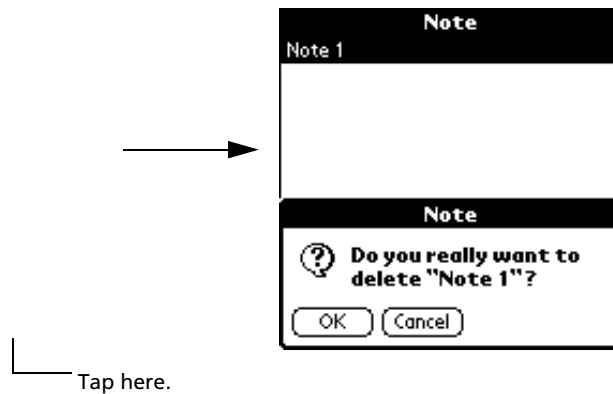 Note
Note 1
Note
Do you really want to
delete "Note 1"?
OK Cancel
Tap here.